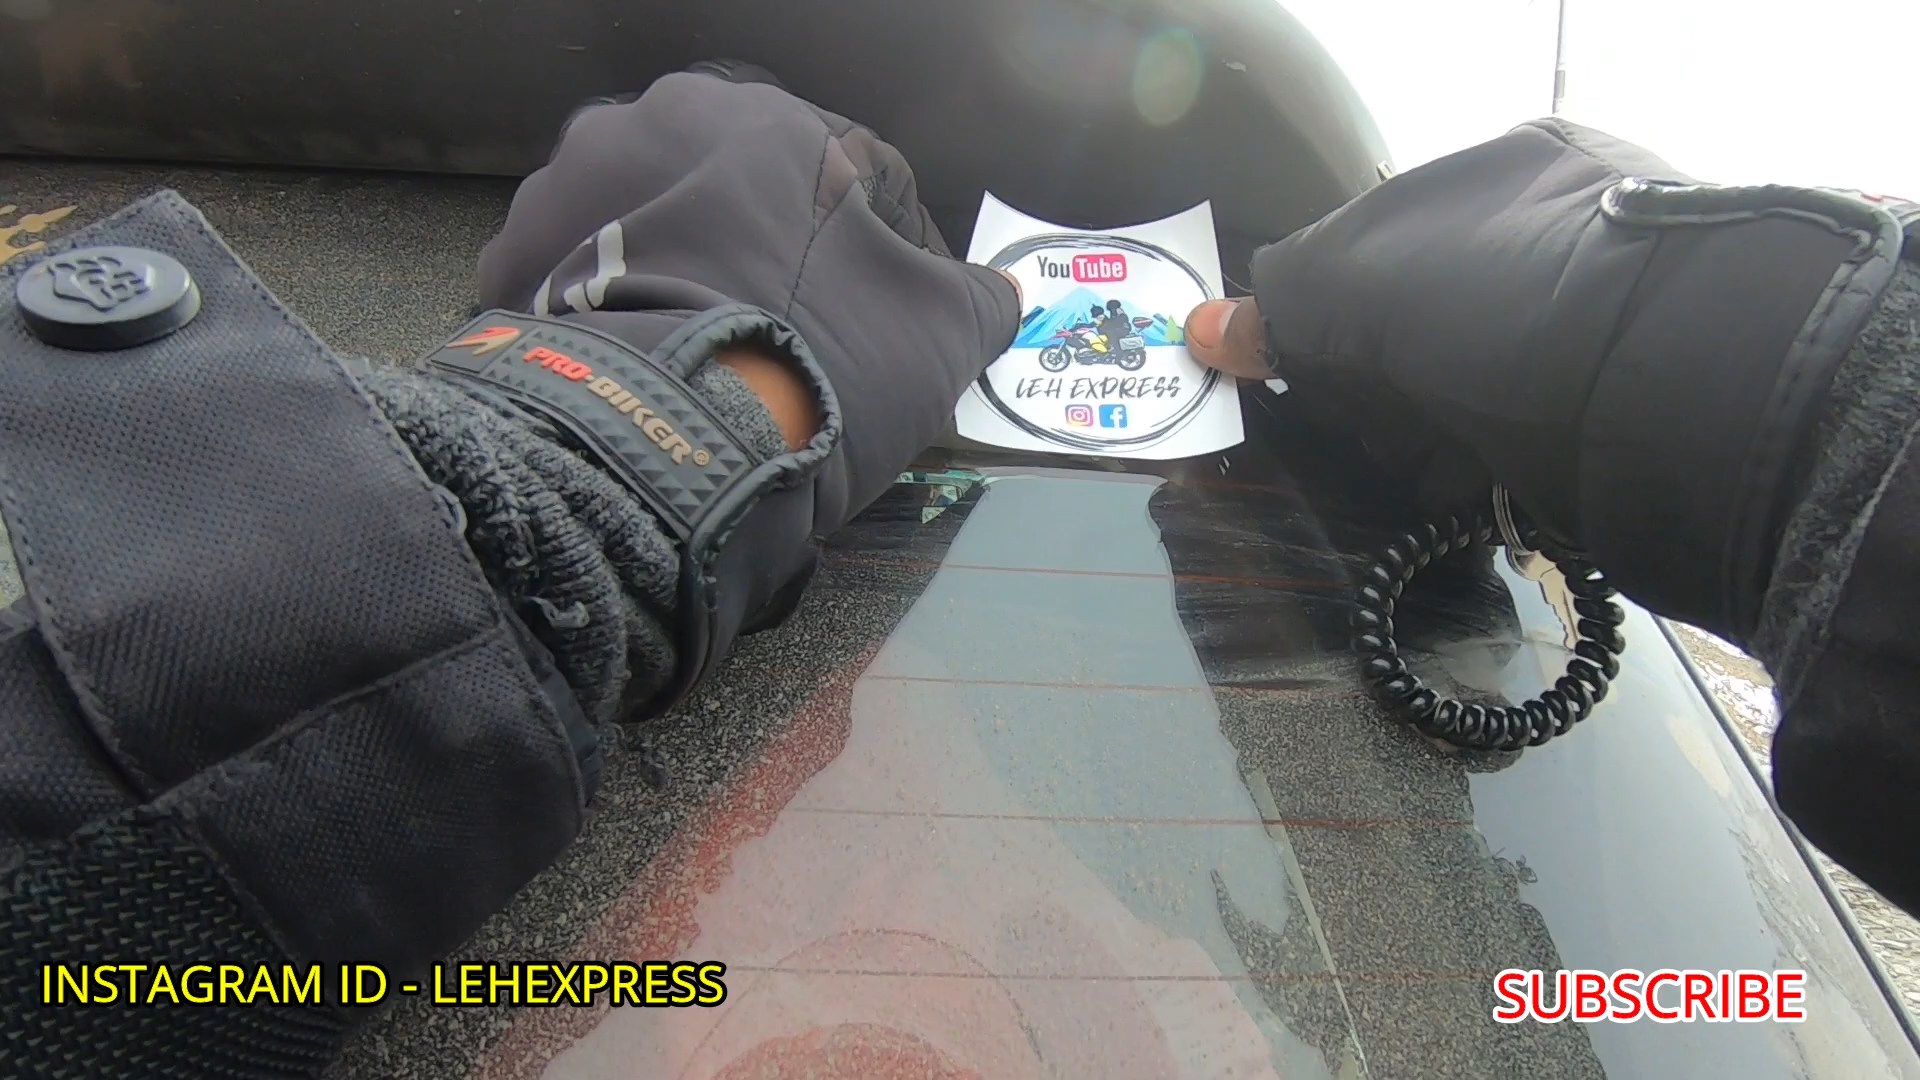 YouTube
LEH EXPRESS
PRO-BIKER®
INSTAGRAM ID - LEHEXPRESS
SUBSCRIBE